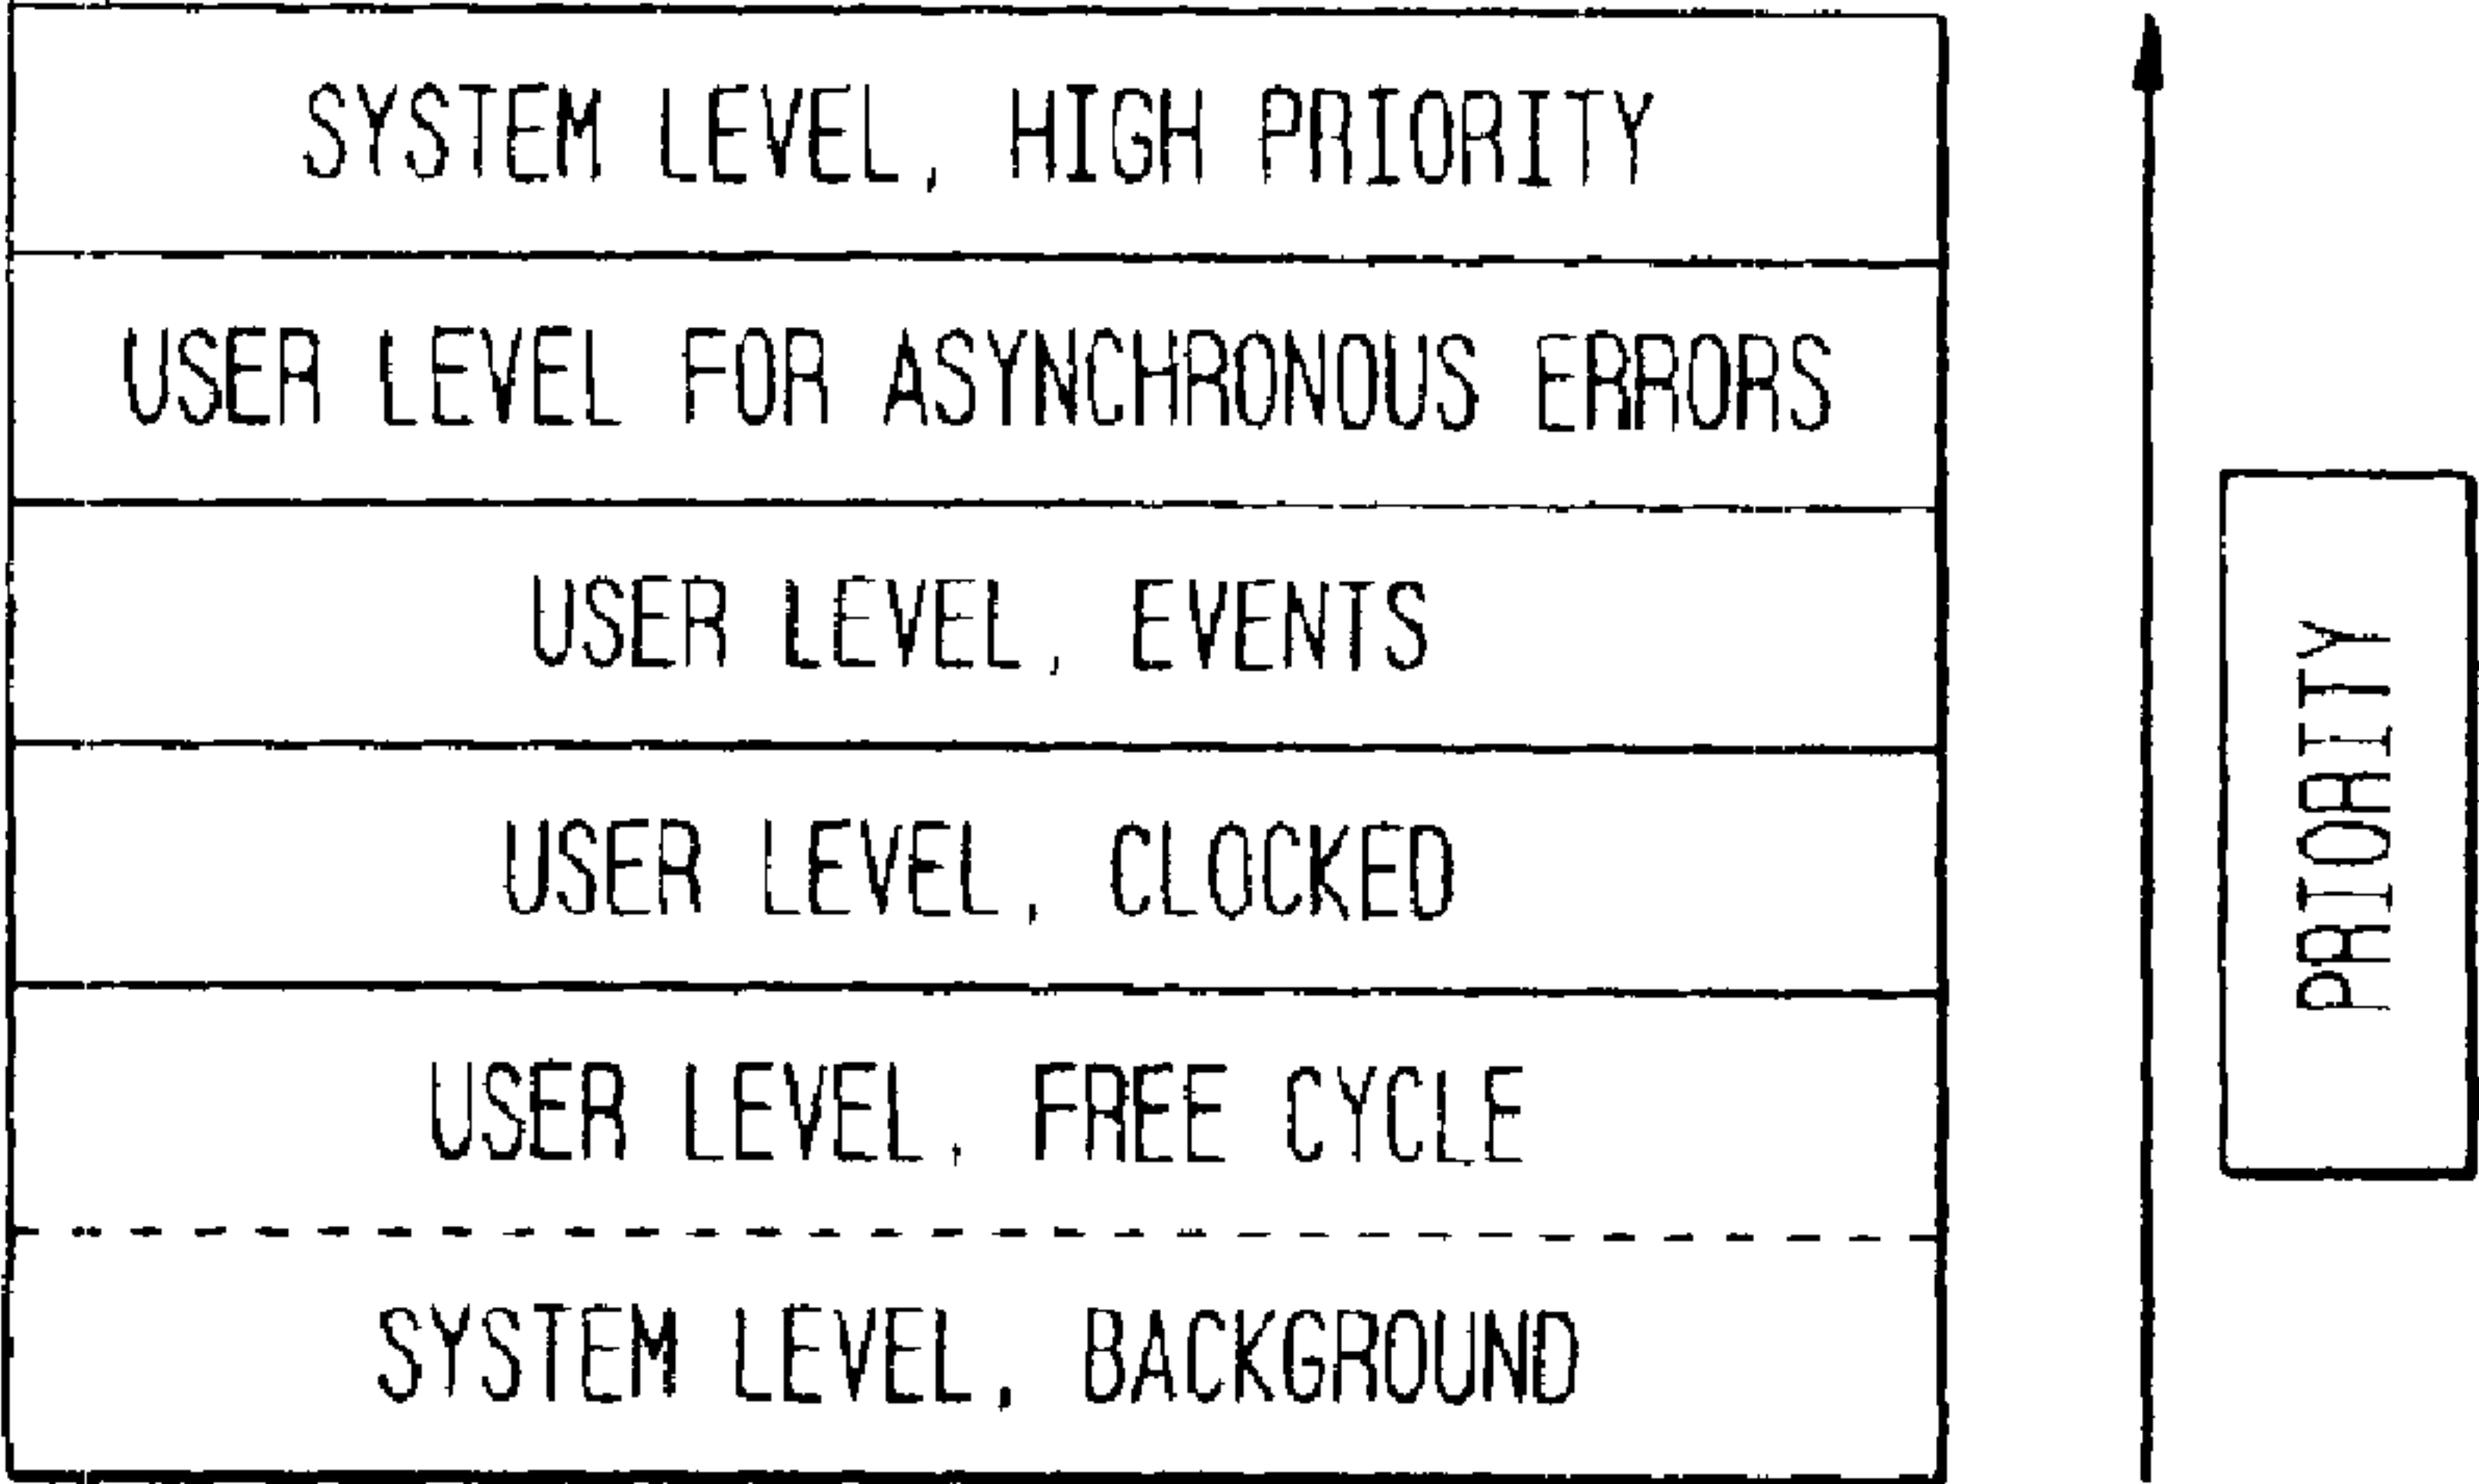 SYSTEM LEVEL, HIGH PRIORITY
USER LEVEL FOR ASYNCHRONOUS ERRORS
USER LEVEL, EVENTS
USER LEVEL, CLOCKED
USER LEVEL, FREE CYCLE
SYSTEM LEVEL, BACKGROUND
PRIORITY